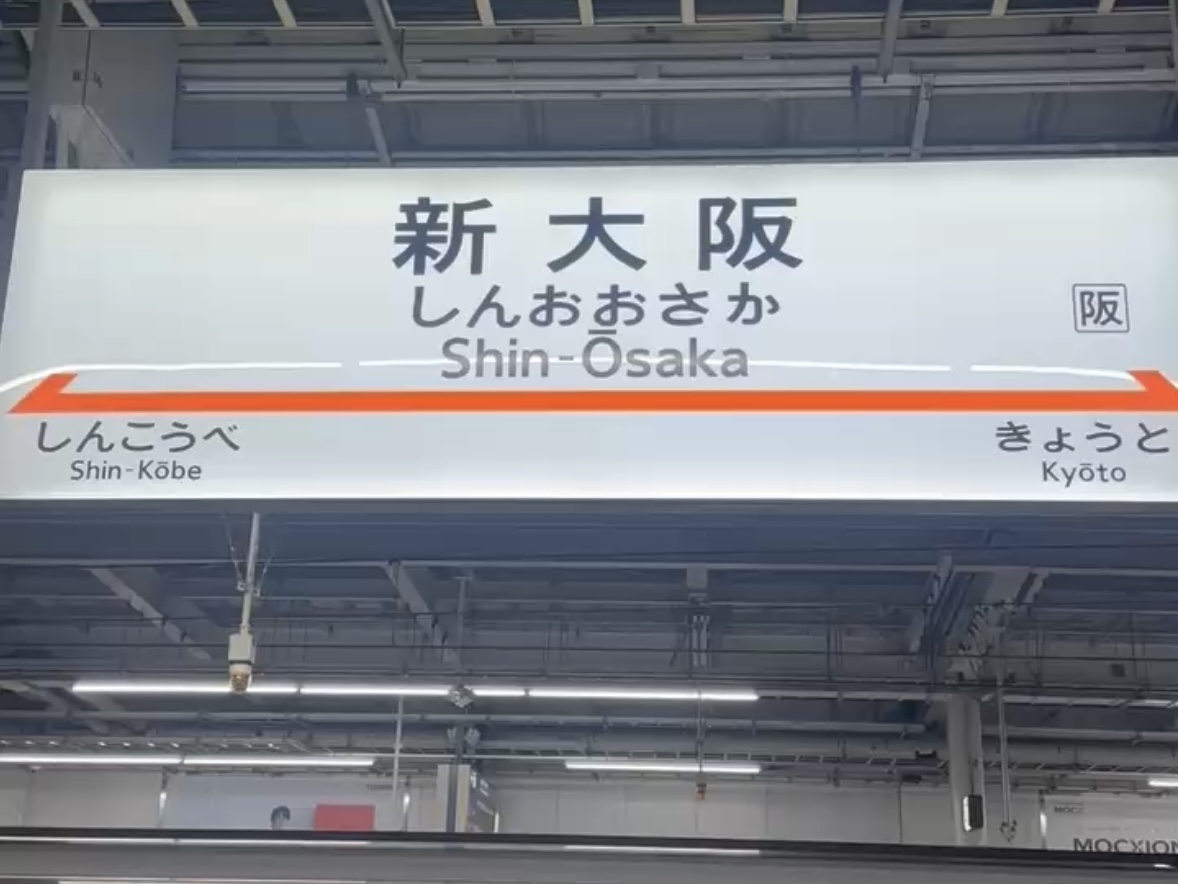 新大阪
しんおおさか
Shin-Ōsaka
阪
しんこうべ
Shin-Kōbe
きょうと
Kyōto
MOCXION